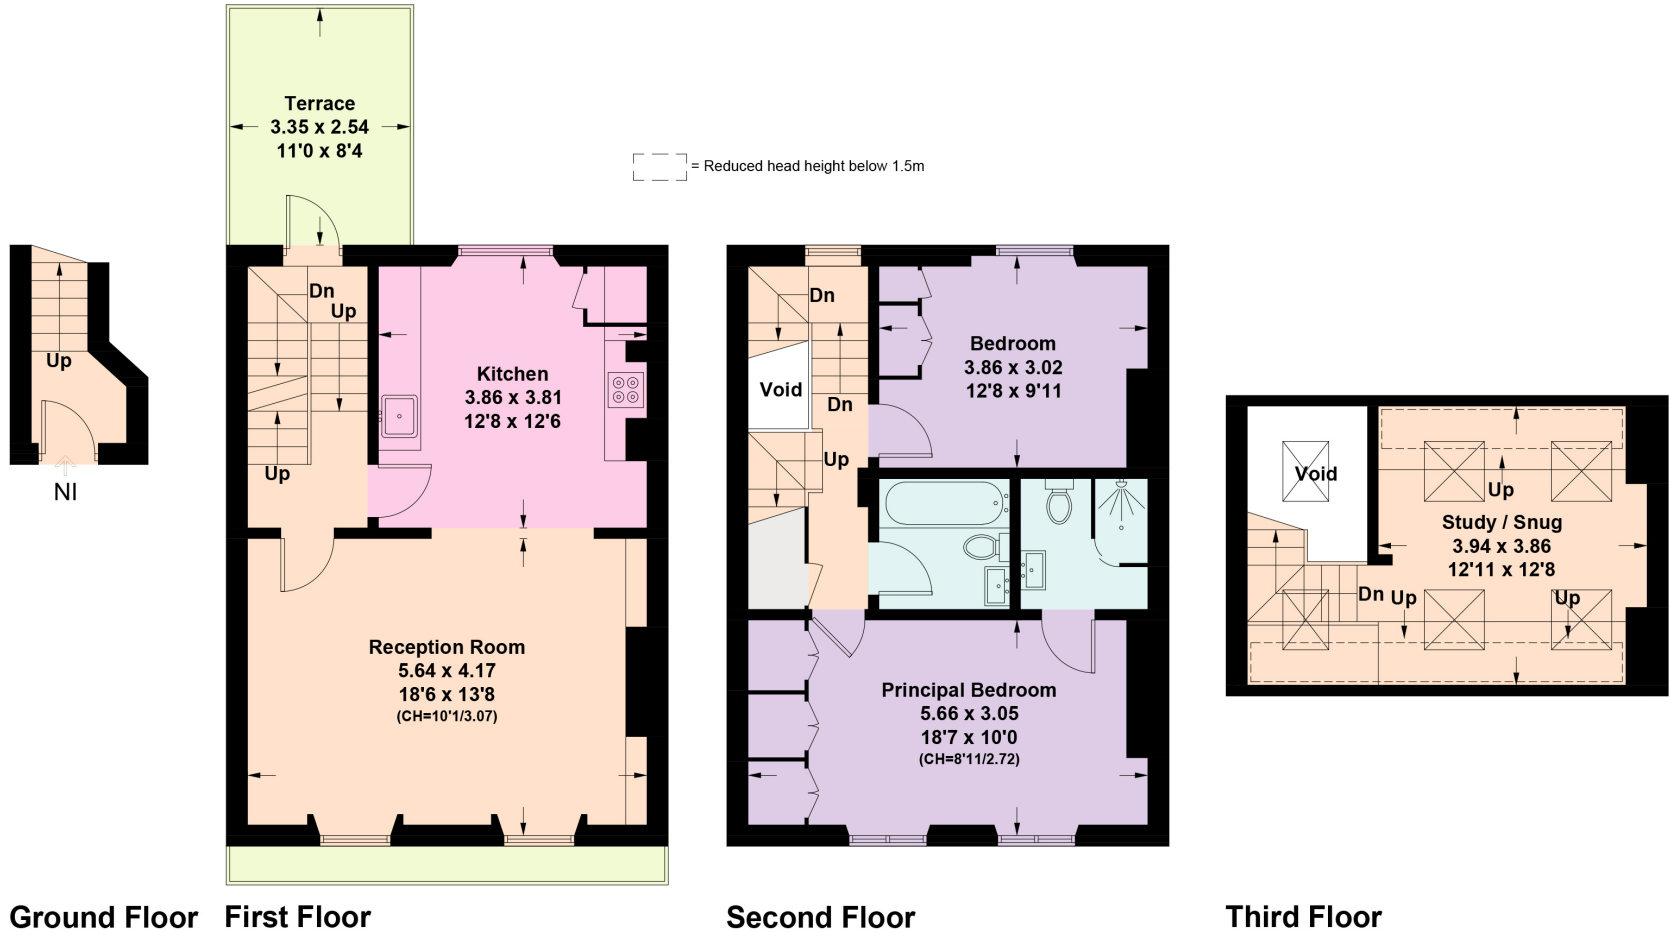 Terrace
3.35 x 2.54
11'0 x 8'4
= Reduced head height below 1.5m
Up
NI
Ground Floor
Dn
Up
Up
Kitchen
3.86 x 3.81
12'8 x 12'6
Reception Room
5.64 x 4.17
18'6 x 13'8
(CH=10'1/3.07)
First Floor
Dn
Void
Dn
Up
Bedroom
3.86 x 3.02
12'8 x 9'11
Principal Bedroom
5.66 x 3.05
18'7 x 10'0
(CH=8'11/2.72)
Second Floor
Void
Up
Study / Snug
3.94 x 3.86
12'11 x 12'8
Dn
Up
Up
Third Floor